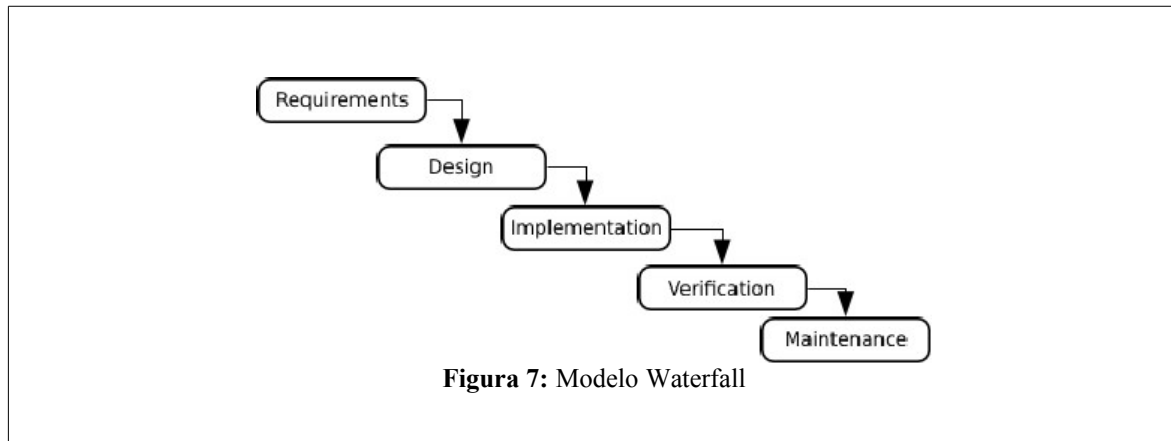 Requirements
Design
Implementation
Verification
Maintenance
Figura 7: Modelo Waterfall